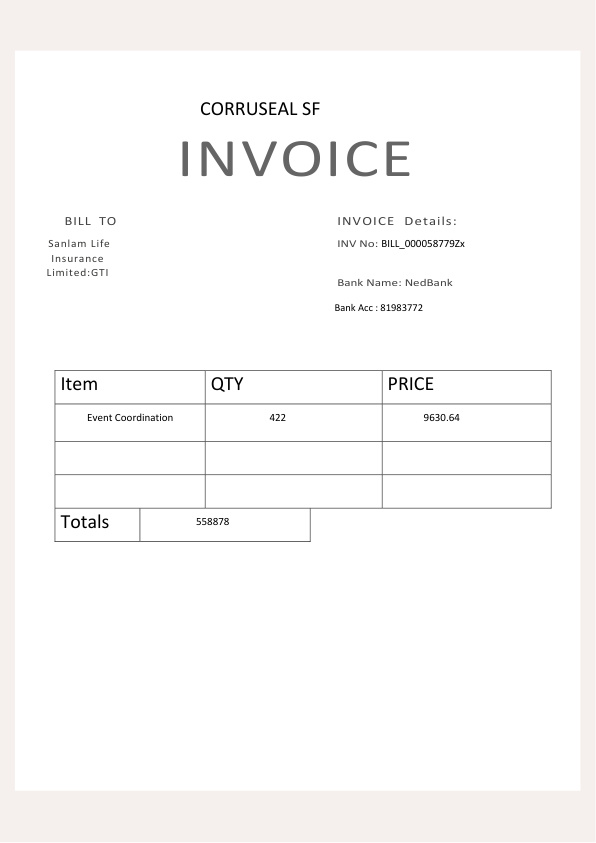 CORRUSEAL SF
INVOICE
BILL TO
Sanlam Life
Insurance
Limited:GTI
INVOICE Details:
INV No: BILL_000058779Zx
Bank Name: NedBank
Bank Acc : 81983772
Item QTY PRICE
Event Coordination 422 9630.64
Totals 558878